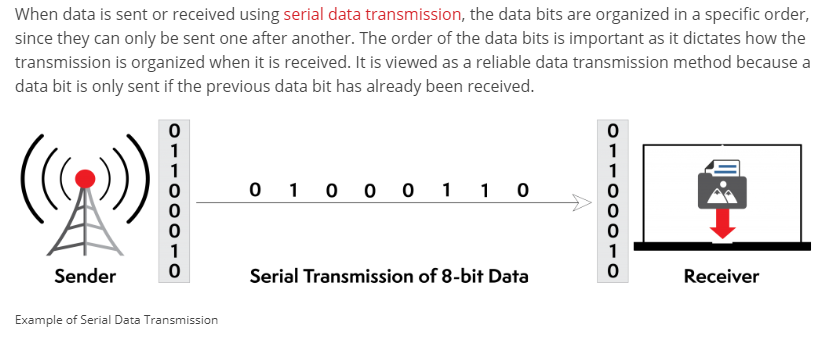 When data is sent or received using serial data transmission, the data bits are organized in a specific order,
since they can only be sent one after another. The order of the data bits is important as it dictates how the
transmission is organized when it is received. It is viewed as a reliable data transmission method because a
data bit is only sent if the previous data bit has already been received.
0
1
1
0
0
0
1
0
0 1 0 0 0 1 1 0
0
1
1
0
0
0
1
0
Sender
Serial Transmission of 8-bit Data
Receiver
Example of Serial Data Transmission